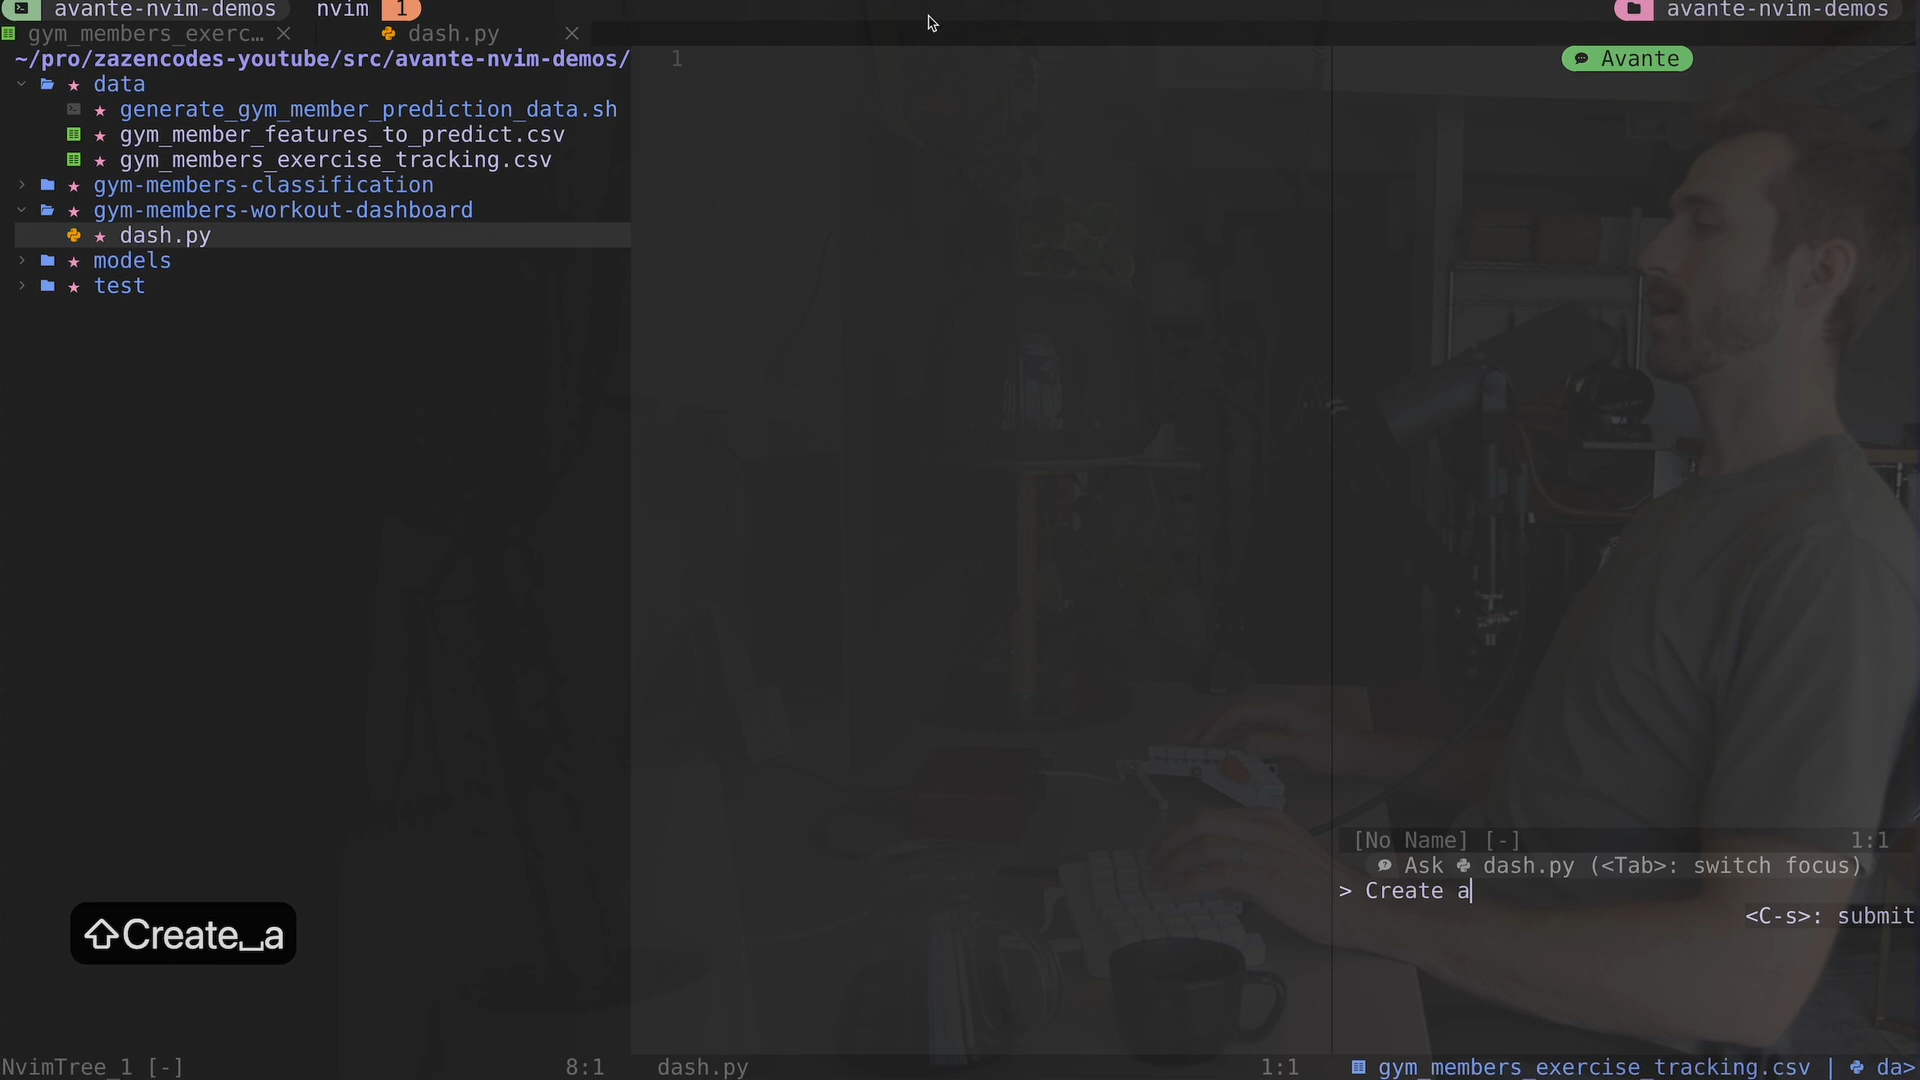 avante-nvim-demos nvim 1 avante-nvim-demos
gym_members_exerc… dash.py
~/pro/zazencodes-youtube/src/avante-nvim-demos/
data
generate_gym_member_prediction_data.sh
gym_member_features_to_predict.csv
gym_members_exercise_tracking.csv
gym-members-classification
gym-members-workout-dashboard
dash.py
models
test
1
Avante
[No Name] [-] 1:1
Ask dash.py (<Tab>: switch focus)
> Create a
<C-s>: submit
⇧Create␣a
NvimTree_1 [-] 8:1
dash.py 1:1
gym_members_exercise_tracking.csv | da>